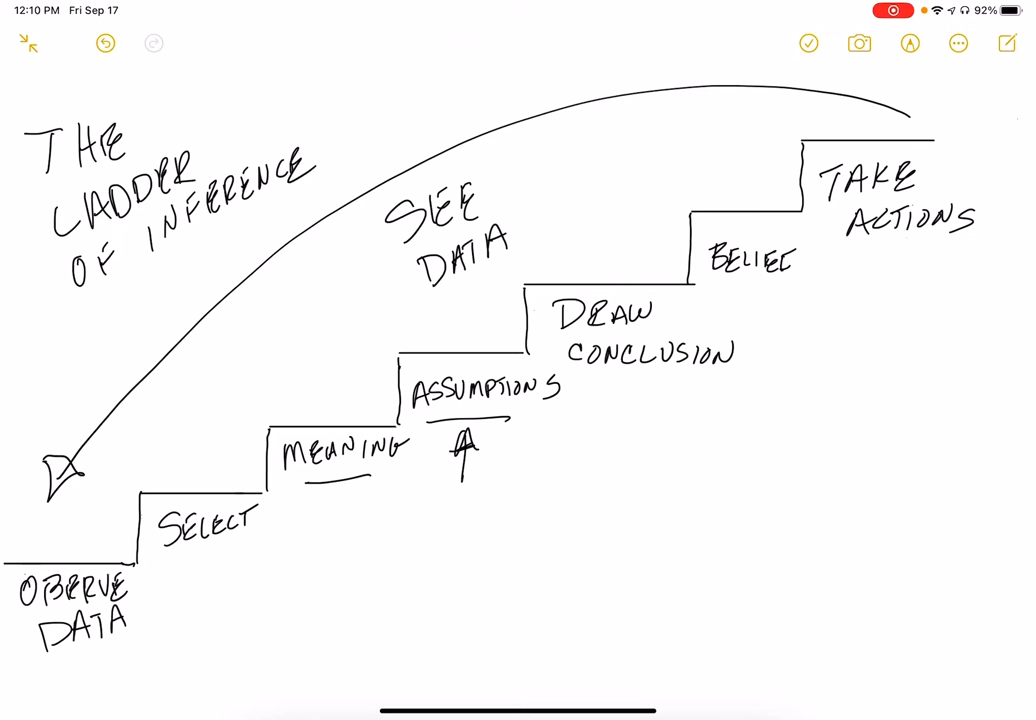 12:10 PM Fri Sep 17
92%
THE
LADDER
OF INFERENCE
SEE
DATA
TAKE
ACTIONS
BELIEF
DRAW
CONCLUSION
ASSUMPTIONS
MEANING
SELECT
OBERVE
DATA